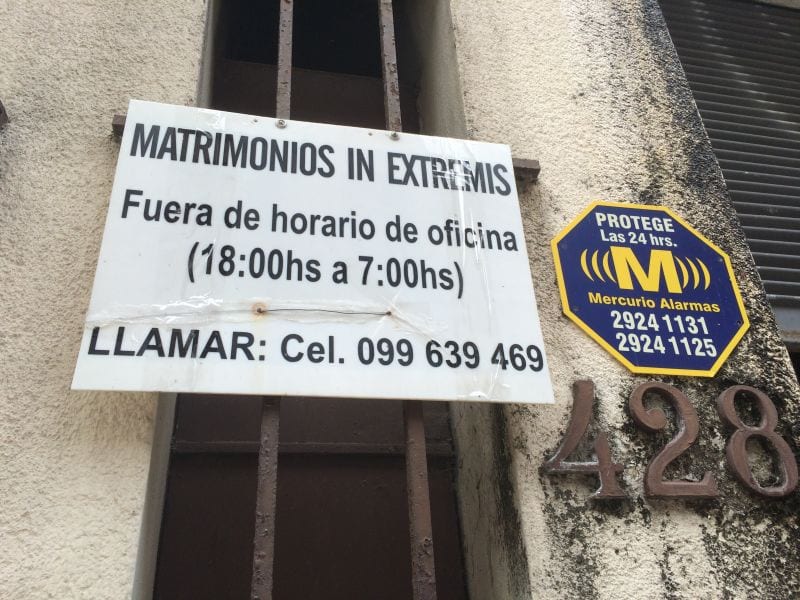 MATRIMONIOS IN EXTREMIS
Fuera de horario de oficina
(18:00hs a 7:00hs)
LLAMAR: Cel. 099 639 469
PROTEGE
Las 24 hrs.
M
Mercurio Alarmas
2924 1131
2924 1125
428